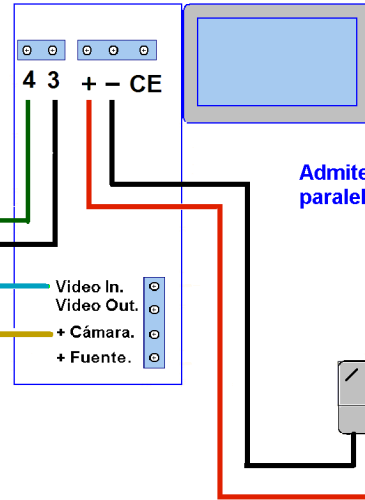 4 3 + − CE
Admite
paralel
Video In.
Video Out.
+ Cámara.
+ Fuente.